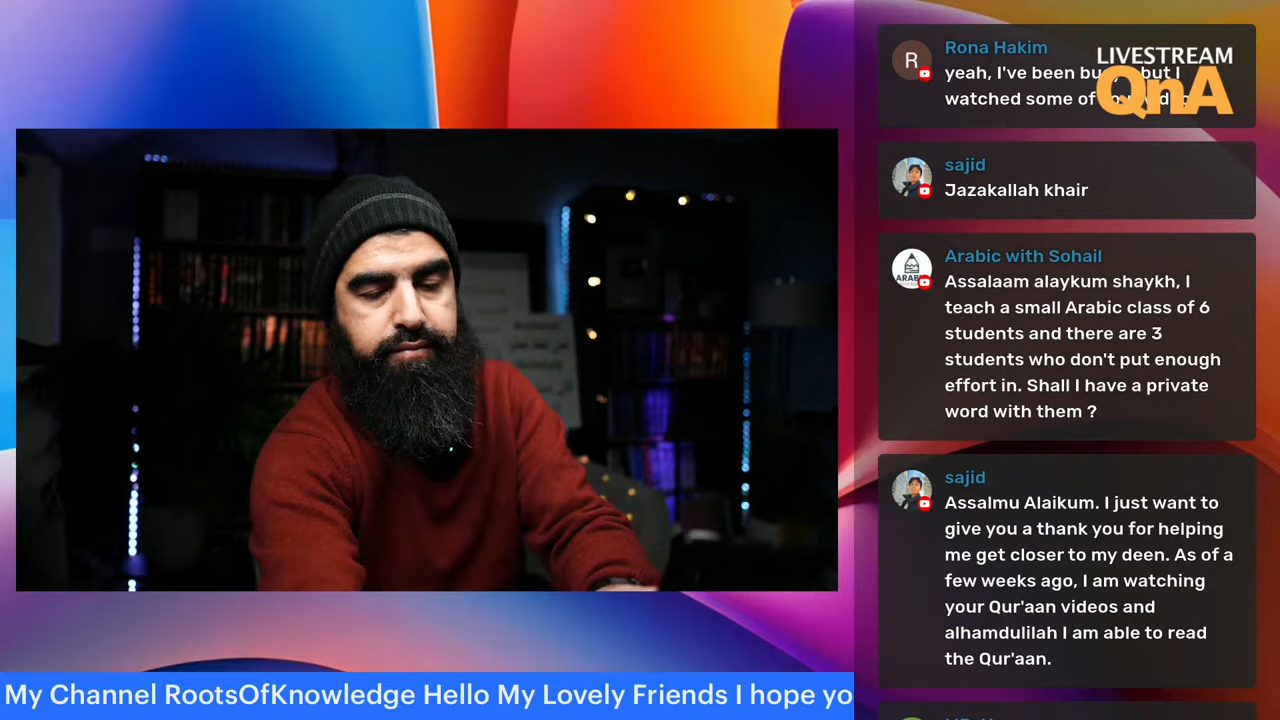 LIVESTREAM
QnA
R
Rona Hakim
yeah, I've been but I
watched some of
sajid
Jazakallah khair
ARAB
Arabic with Sohail
Assalaam alaykum shaykh, I
teach a small Arabic class of 6
students and there are 3
students who don't put enough
effort in. Shall I have a private
word with them ?
sajid
Assalmu Alaikum. I just want to
give you a thank you for helping
me get closer to my deen. As of a
few weeks ago, I am watching
your Qur'aan videos and
alhamdulilah I am able to read
the Qur'aan.
My Channel RootsOfKnowledge Hello My Lovely Friends I hope yo